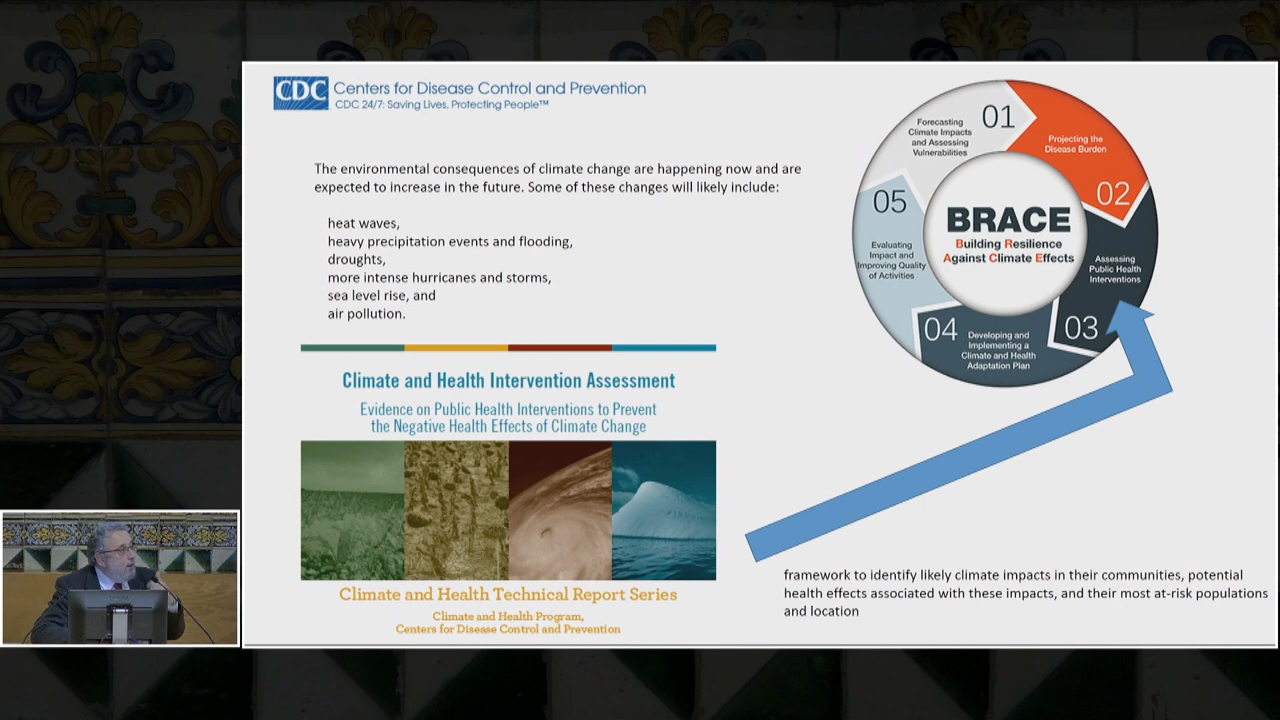 CDC Centers for Disease Control and Prevention
CDC 24/7: Saving Lives, Protecting People™
The environmental consequences of climate change are happening now and are
expected to increase in the future. Some of these changes will likely include:
heat waves,
heavy precipitation events and flooding,
droughts,
more intense hurricanes and storms,
sea level rise, and
air pollution.
Climate and Health Intervention Assessment
Evidence on Public Health Interventions to Prevent
the Negative Health Effects of Climate Change
Climate and Health Technical Report Series
Climate and Health Program,
Centers for Disease Control and Prevention
01
Forecasting
Climate Impacts
and Assessing
Vulnerabilities
Projecting the
Disease Burden
02
Assessing
Public Health
Interventions
03
04
Developing and
Implementing a
Climate and Health
Adaptation Plan
05
Evaluating
Impact and
Improving Quality
of Activities
BRACE
Building Resilience
Against Climate Effects
framework to identify likely climate impacts in their communities, potential
health effects associated with these impacts, and their most at-risk populations
and location